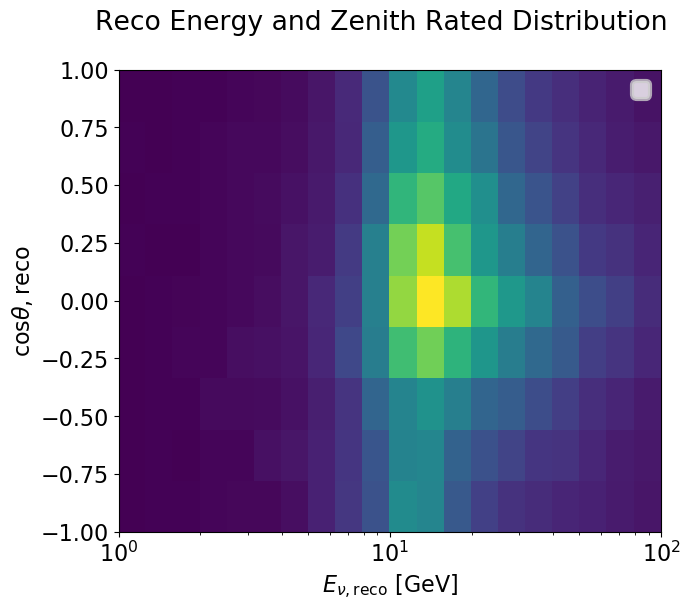 Reco Energy and Zenith Rated Distribution
1.00
0.75
0.50
0.25
0.00
−0.25
−0.50
−0.75
−1.00
cosθ, reco
10⁰ 10¹ 10²
E_{ν, reco} [GeV]